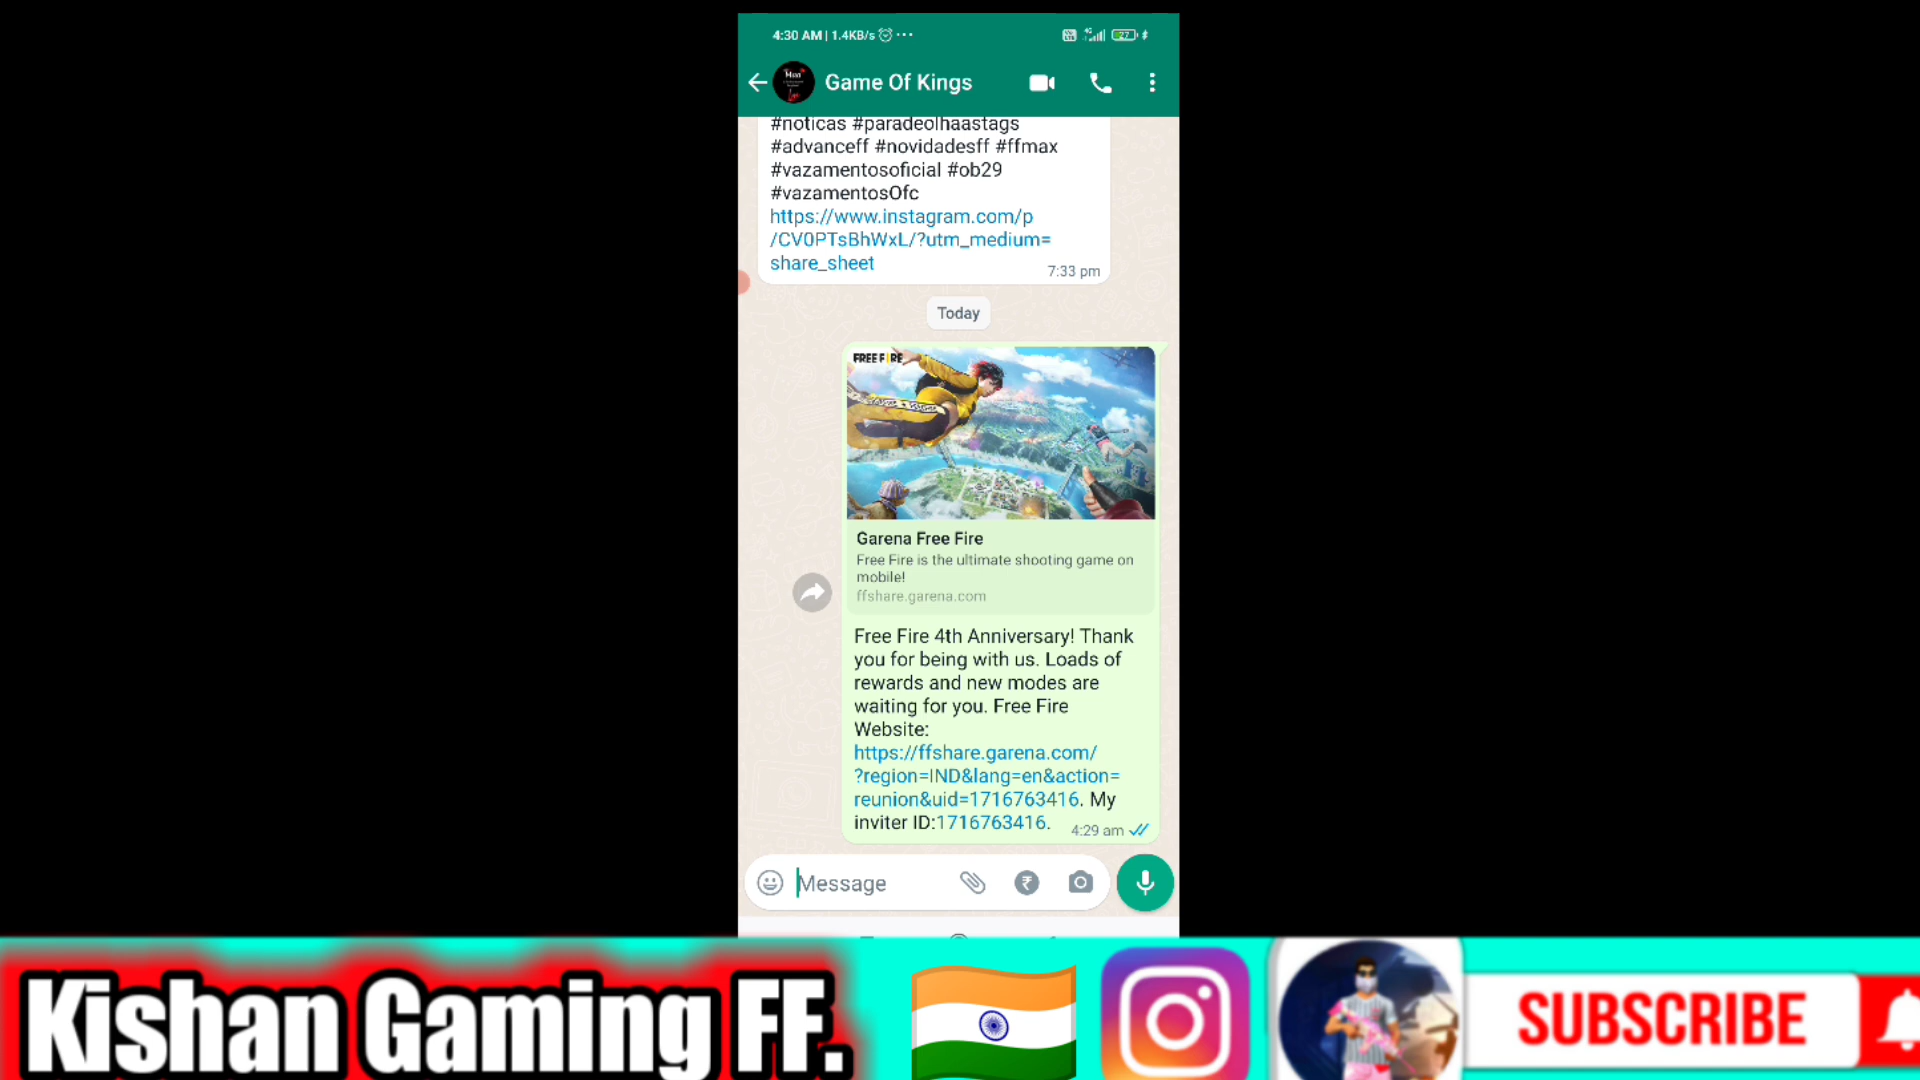 4:30 AM | 1.4KB/s
27
Game Of Kings
#noticas #paradeolhaastags
#advanceff #novidadesff #ffmax
#vazamentosoficial #ob29
#vazamentosOfc
https://www.instagram.com/p
/CV0PTsBhWxL/?utm_medium=
share_sheet
7:33 pm
Today
FREE FIRE
Garena Free Fire
Free Fire is the ultimate shooting game on
mobile!
ffshare.garena.com
Free Fire 4th Anniversary! Thank
you for being with us. Loads of
rewards and new modes are
waiting for you. Free Fire
Website:
https://ffshare.garena.com/
?region=IND&lang=en&action=
reunion&uid=1716763416. My
inviter ID:1716763416.
4:29 am
Message
Kishan Gaming FF.
SUBSCRIBE